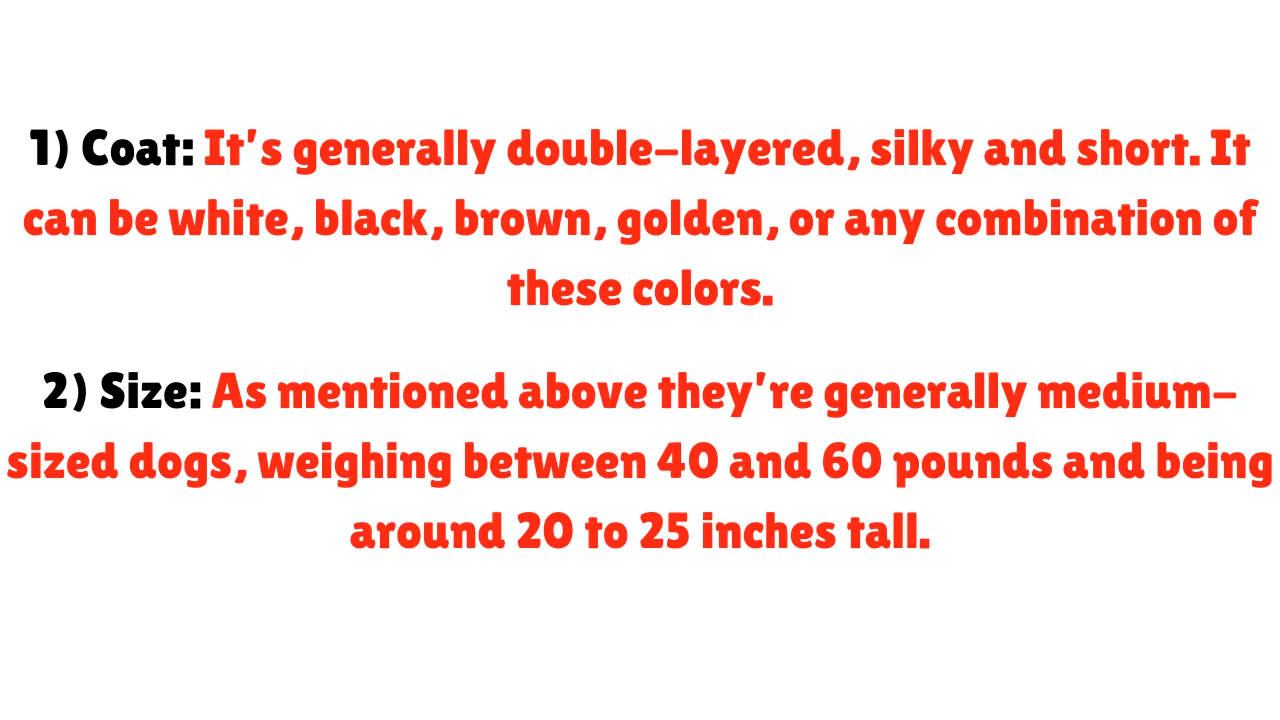 1) Coat: It's generally double-layered, silky and short. It
can be white, black, brown, golden, or any combination of
these colors.
2) Size: As mentioned above they're generally medium-
sized dogs, weighing between 40 and 60 pounds and being
around 20 to 25 inches tall.